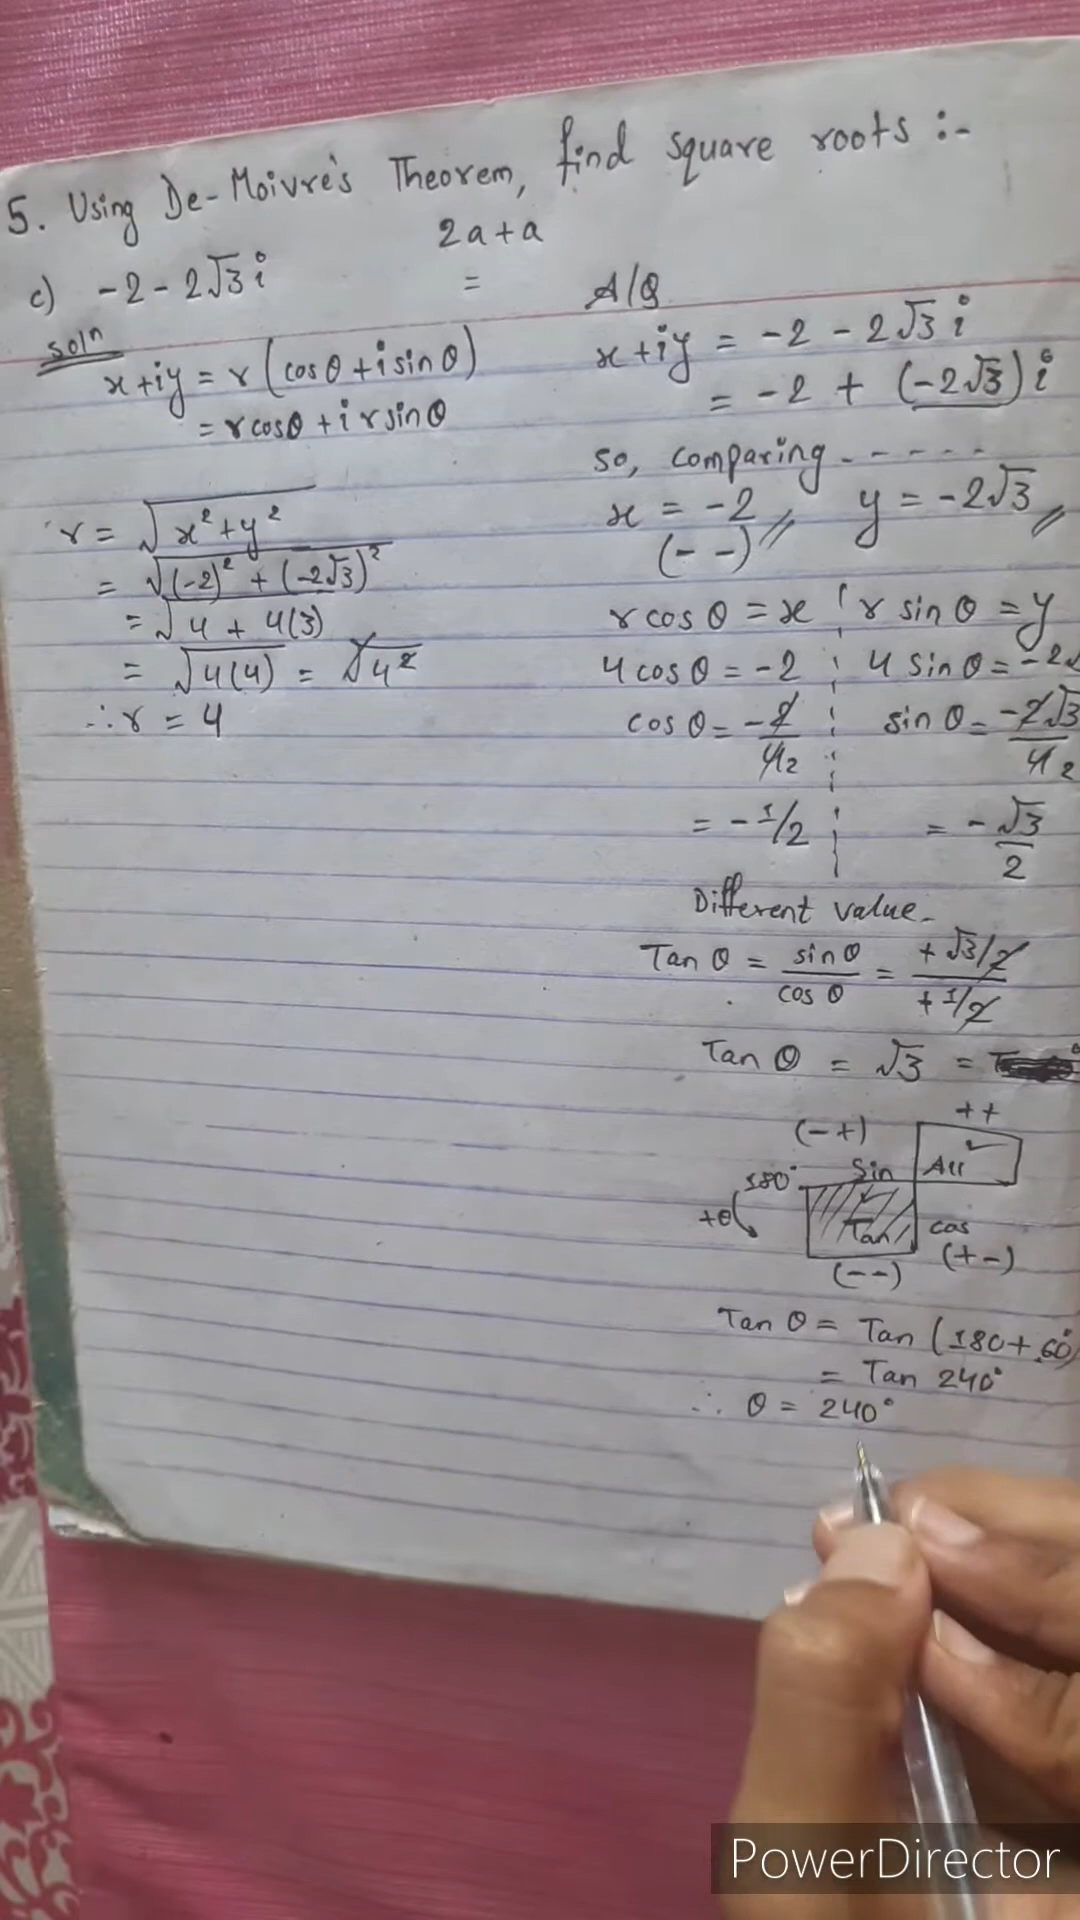 5. Using De-Moivre's Theorem, find square roots :-
2a+a
=
c) -2-2√3 i
soln
x+iy = r(cosθ+i sinθ)
= r cosθ + i r sinθ
r = √x²+y²
= √(-2)² + (-2√3)²
= √4 + 4(3)
= √4(4) = √4²
∴ r = 4
A/Q
x+iy = -2 - 2√3 i
= -2 + (-2√3) i
so, comparing - - - - -
x = -2 // y = -2√3 //
(- -)
r cos θ = x ¦ r sin θ = y
4 cos θ = -2 ¦ 4 sin θ = -2√
cos θ = -2/4 2 ¦ sin θ = -2√3/4 2
= -1/2 ¦ = -√3/2
Different value.
Tan θ = sin θ/cos θ = +√3/2/+1/2
Tan θ = √3 =
++
(-+)
Sin All
180°
+θ Tan cos
(+-)
(--)
Tan θ = Tan (180+60°)
= Tan 240°
∴ θ = 240°
PowerDirector